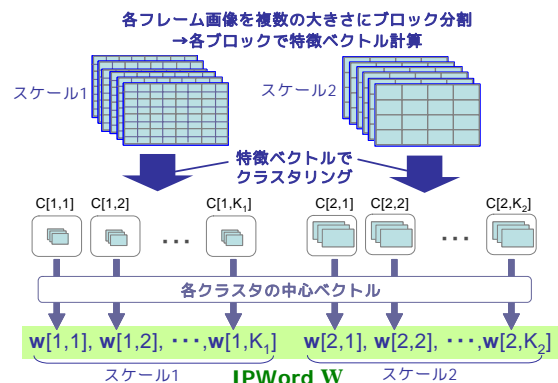 各フレーム画像を複数の大きさにブロック分割
→各ブロックで特徴ベクトル計算
スケール1
スケール2
特徴ベクトルで
クラスタリング
C[1,1] C[1,2] C[1,K₁] C[2,1] C[2,2] C[2,K₂]
・・・ ・・・
各クラスタの中心ベクトル
w[1,1], w[1,2], ・・・,w[1,K₁] w[2,1], w[2,2], ・・・,w[2,K₂]
スケール1 スケール2
IPWord W